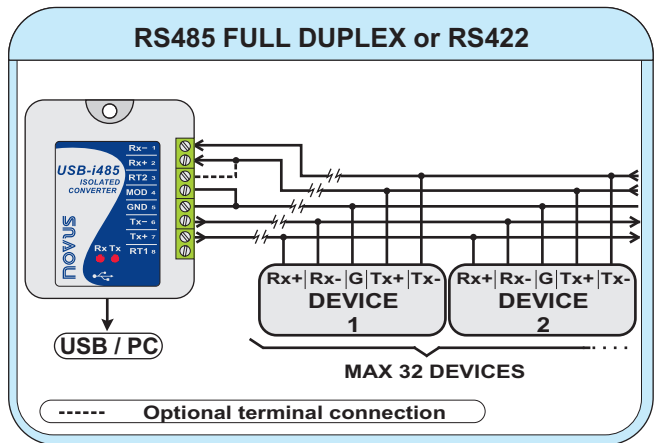 RS485 FULL DUPLEX or RS422
USB-i485
ISOLATED
CONVERTER
Rx− 1
Rx+ 2
RT2 3
MOD 4
GND 5
Tx− 6
Tx+ 7
RT1 8
Rx Tx
NOVUS
USB / PC
Rx+|Rx-|G|Tx+|Tx-
DEVICE
1
Rx+|Rx-|G|Tx+|Tx-
DEVICE
2
MAX 32 DEVICES
------ Optional terminal connection